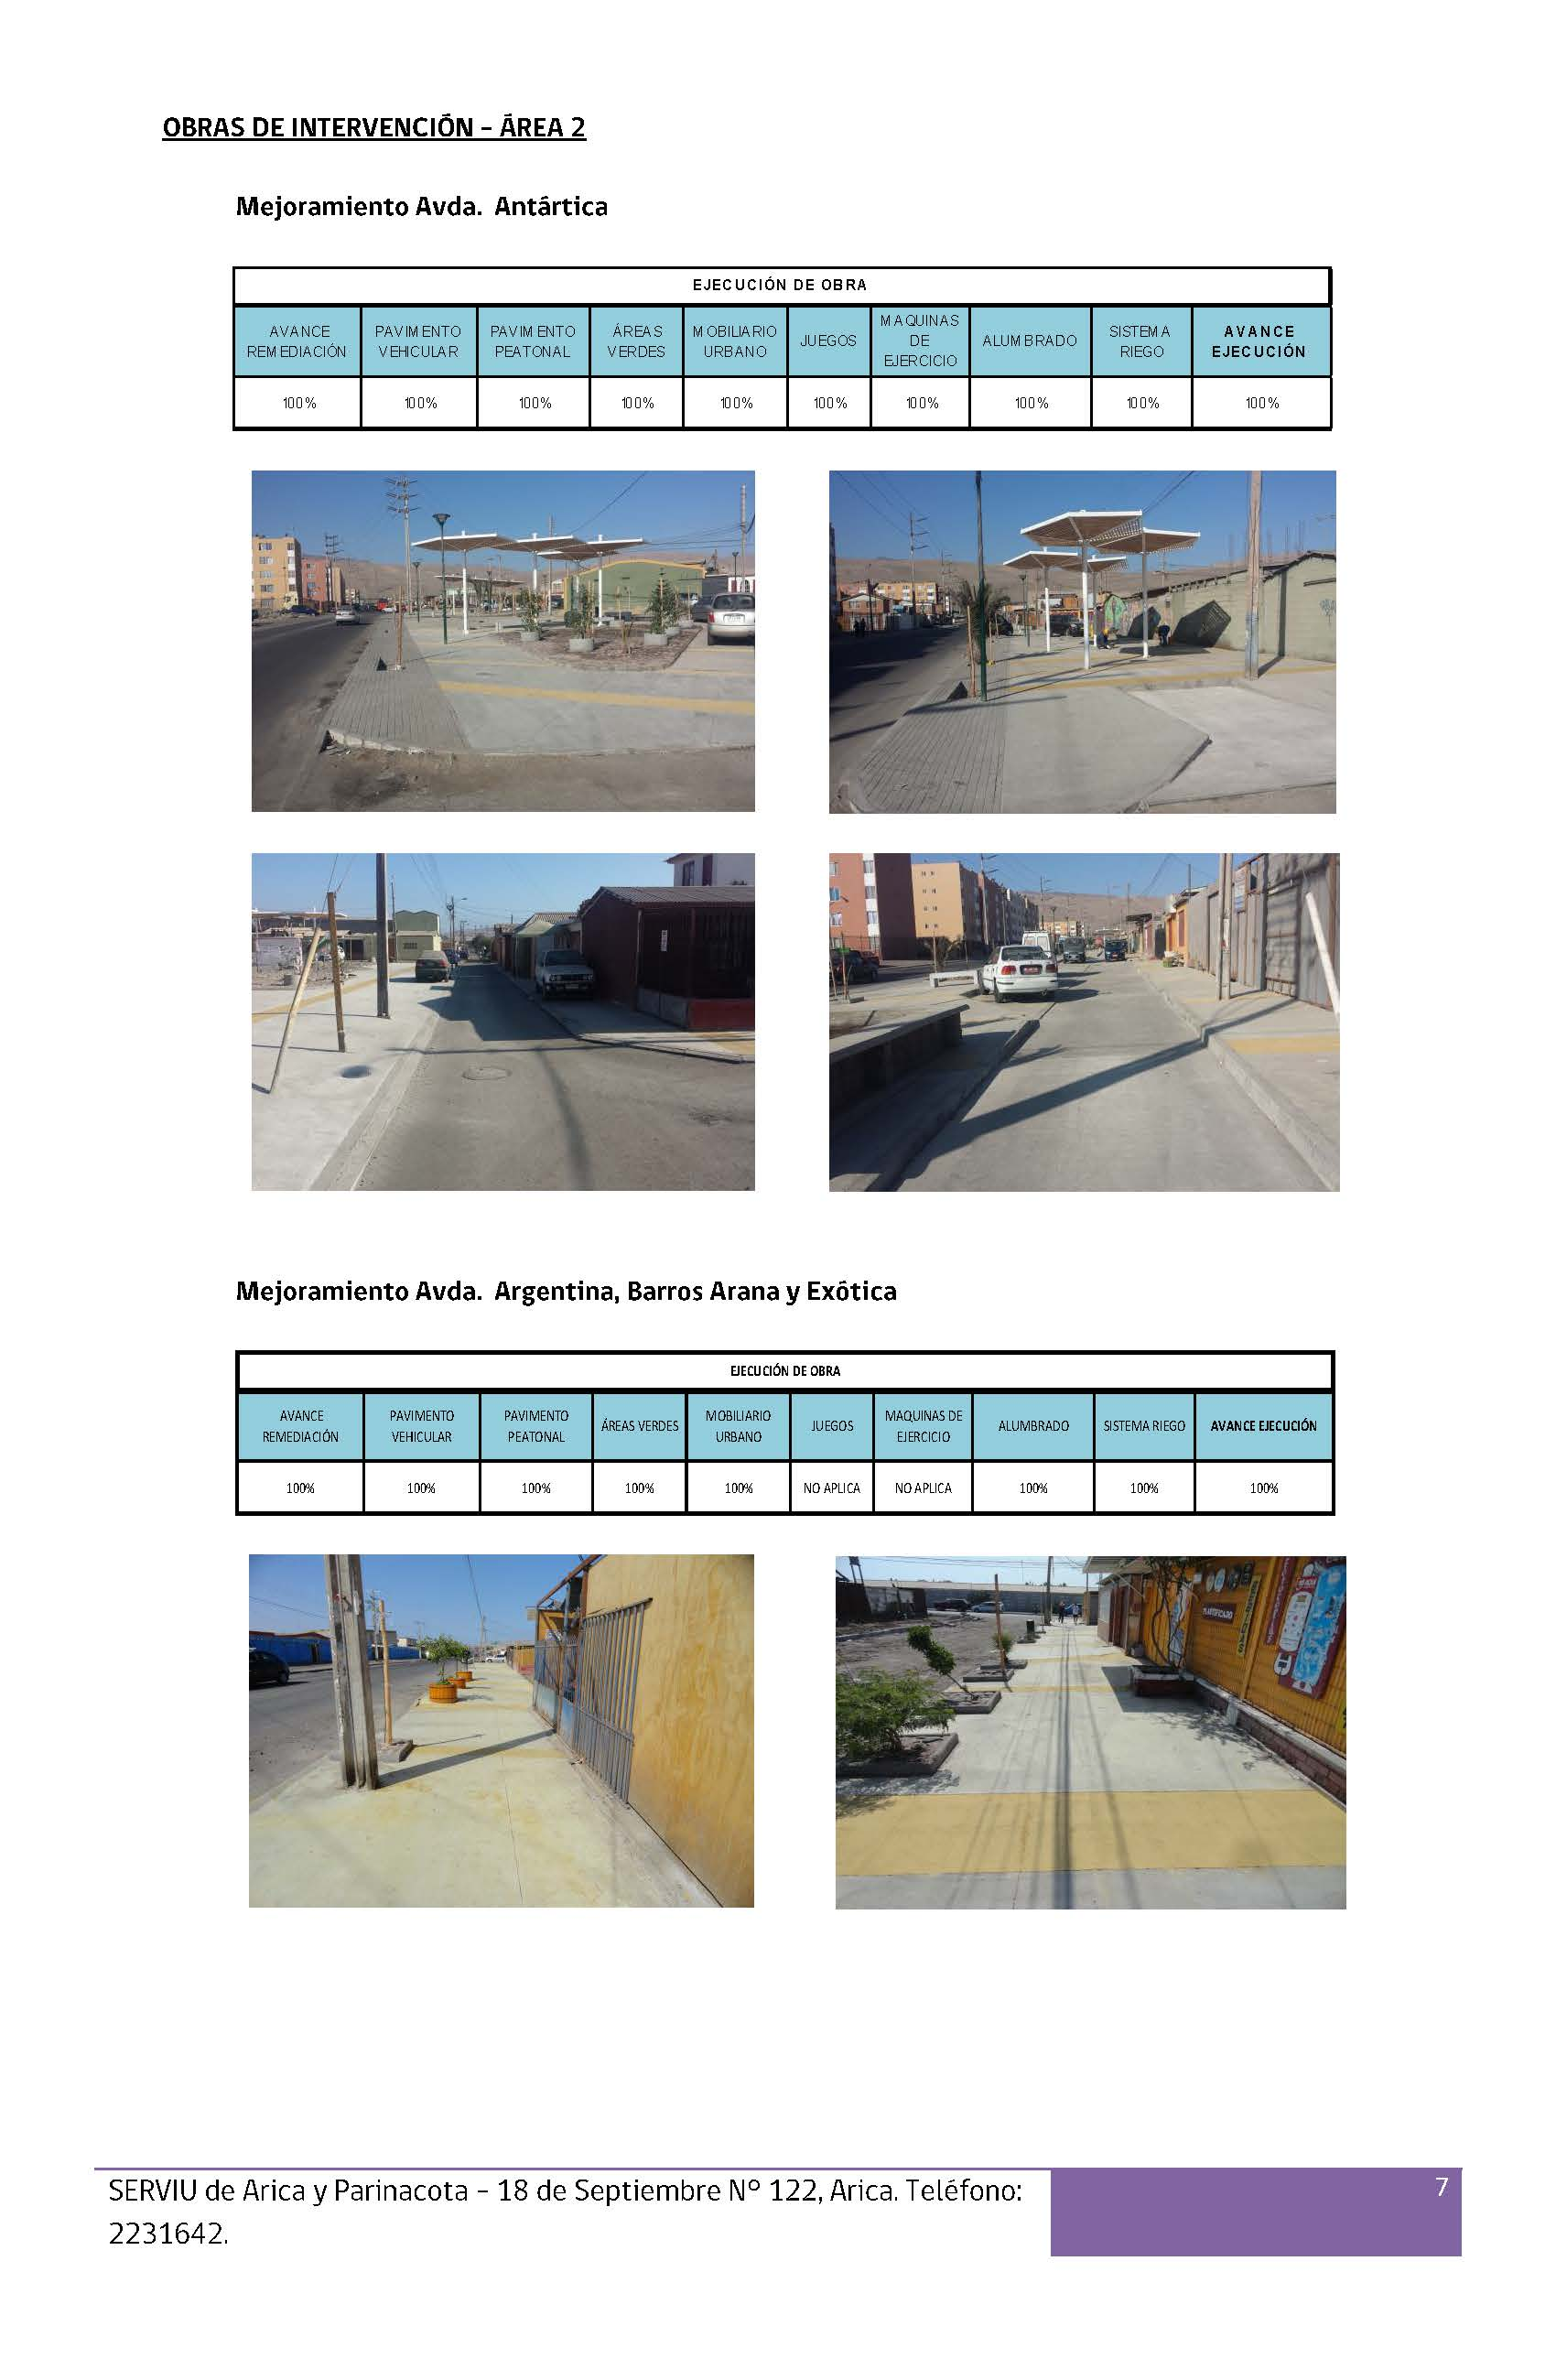 OBRAS DE INTERVENCIÓN – ÁREA 2
Mejoramiento Avda. Antártica
EJECUCIÓN DE OBRA
AVANCE REMEDIACIÓN PAVIMENTO VEHICULAR PAVIMENTO PEATONAL ÁREAS VERDES MOBILIARIO URBANO JUEGOS MAQUINAS DE EJERCICIO ALUMBRADO SISTEMA RIEGO AVANCE EJECUCIÓN
100% 100% 100% 100% 100% 100% 100% 100% 100% 100%
Mejoramiento Avda. Argentina, Barros Arana y Exótica
EJECUCIÓN DE OBRA
AVANCE REMEDIACIÓN PAVIMENTO VEHICULAR PAVIMENTO PEATONAL ÁREAS VERDES MOBILIARIO URBANO JUEGOS MAQUINAS DE EJERCICIO ALUMBRADO SISTEMA RIEGO AVANCE EJECUCIÓN
100% 100% 100% 100% 100% NO APLICA NO APLICA 100% 100% 100%
SERVIU de Arica y Parinacota – 18 de Septiembre Nº 122, Arica. Teléfono:
2231642.
7